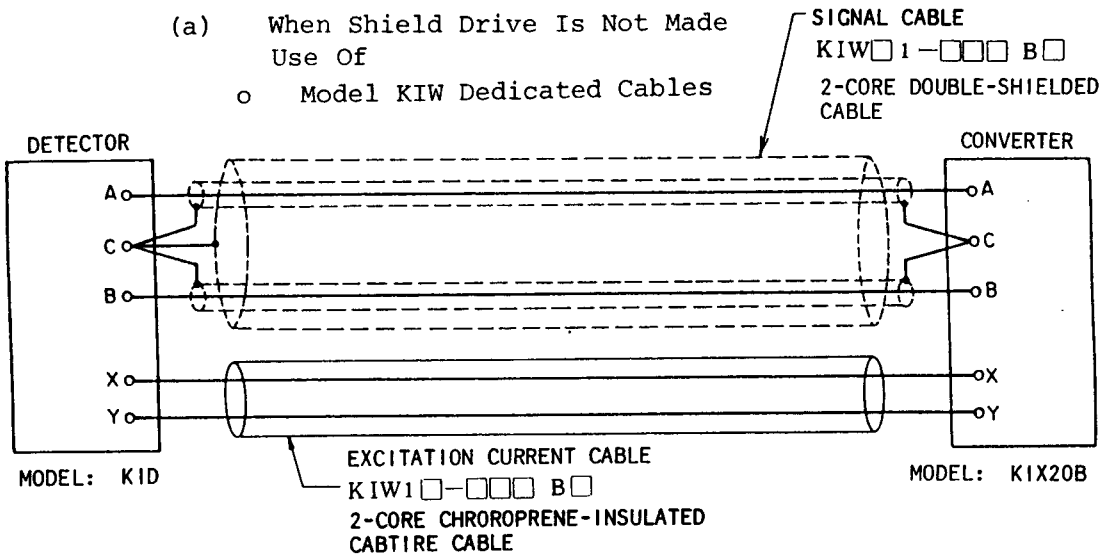 (a) When Shield Drive Is Not Made
Use Of
o Model KIW Dedicated Cables
SIGNAL CABLE
KIW□ 1-□□□ B□
2-CORE DOUBLE-SHIELDED
CABLE
DETECTOR
CONVERTER
A
A
C
C
B
B
X
X
Y
Y
MODEL: KID
MODEL: KIX20B
EXCITATION CURRENT CABLE
KIW1□-□□□ B□
2-CORE CHROROPRENE-INSULATED
CABTIRE CABLE